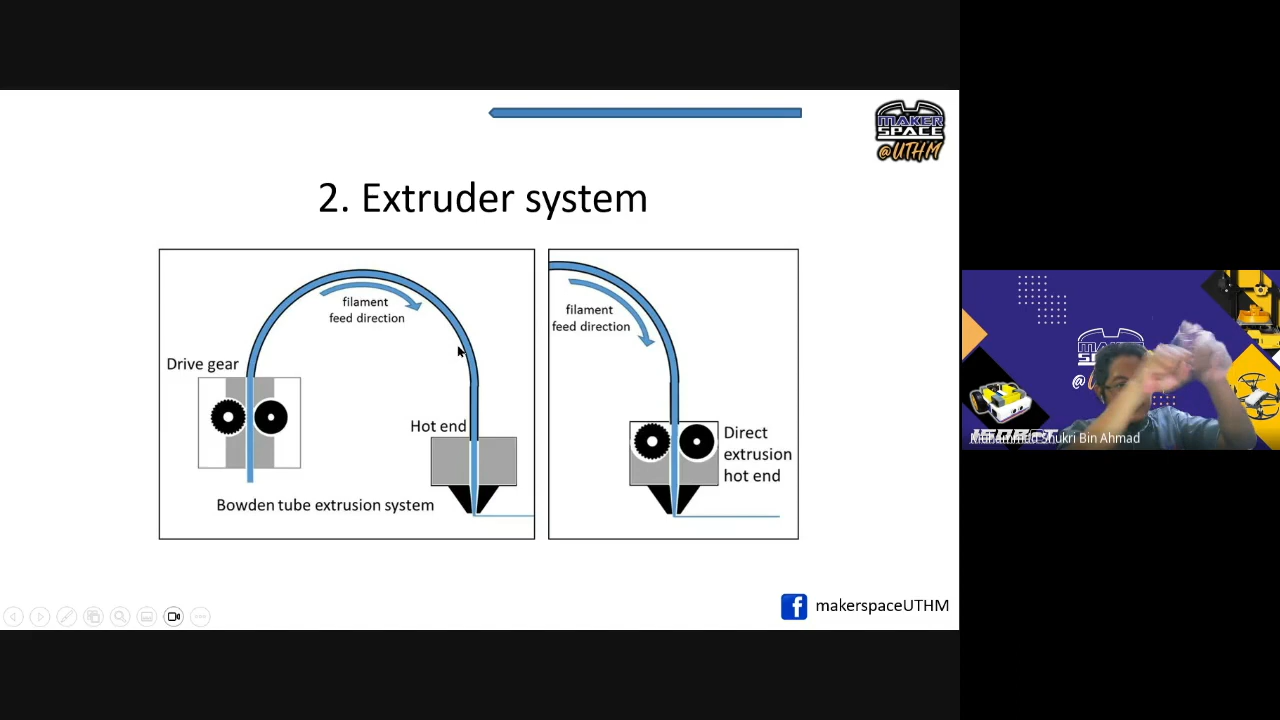 MAKER
SPACE
@UTHM
2. Extruder system
filament
feed direction
Drive gear
Hot end
Bowden tube extrusion system
filament
feed direction
Direct
extrusion
hot end
makerspaceUTHM
Muhammad Shukri Bin Ahmad